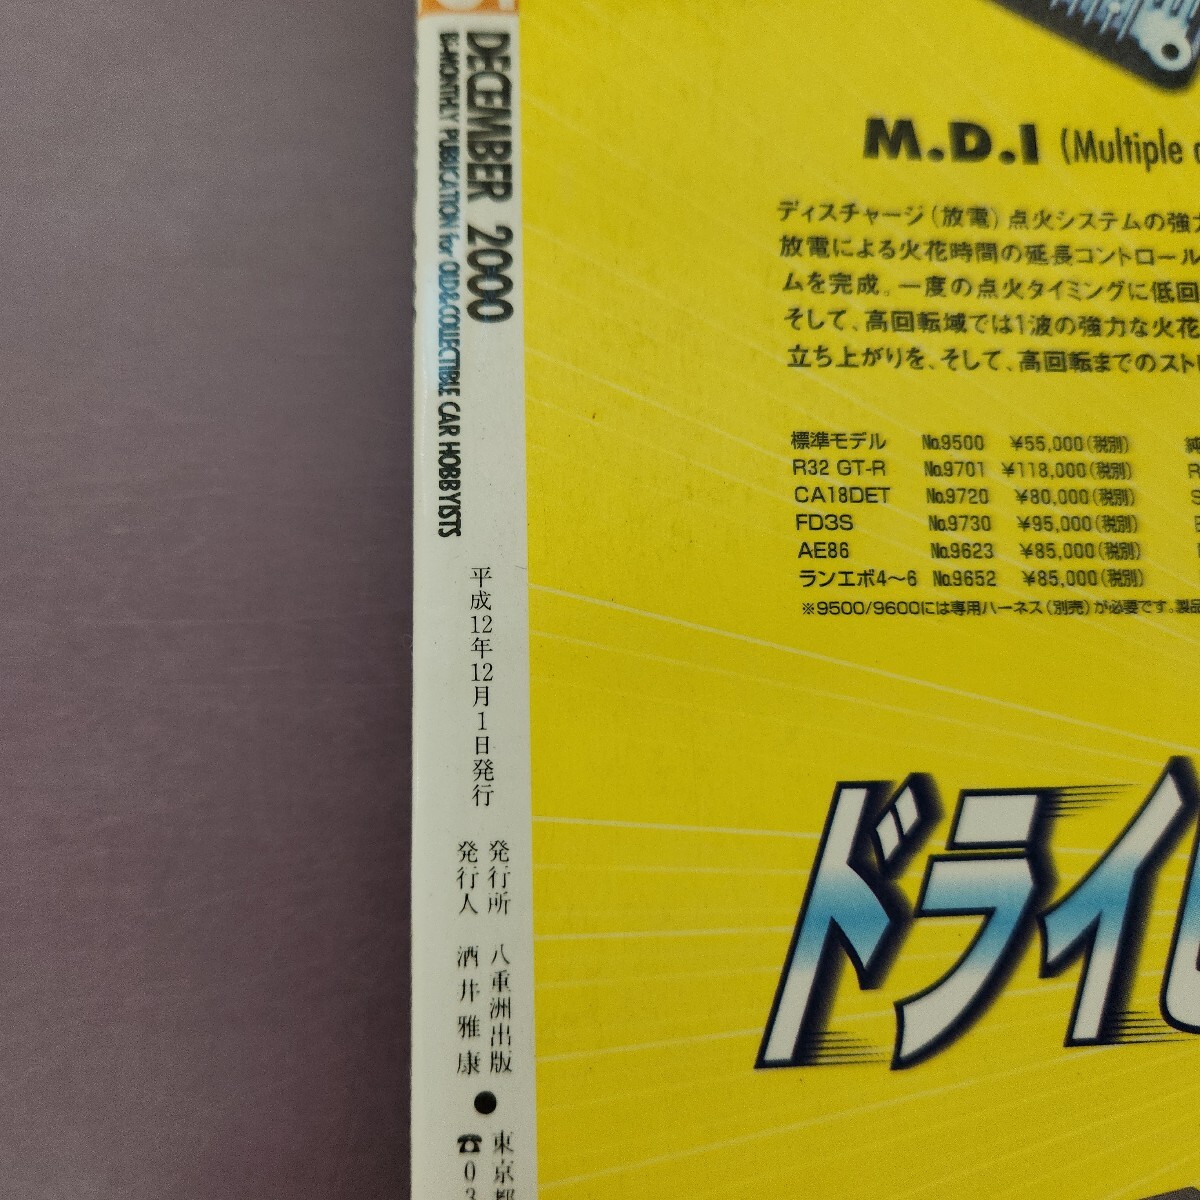 DECEMBER 2000
BI-MONTHLY PUBLICATION for OLD&COLLECTIBLE CAR HOBBYISTS
平成12年12月1日発行
発行所 八重洲出版
発行人 酒井雅康
●
東京都
☎03
M.D.I (Multiple
ディスチャージ(放電)点火システムの強力
放電による火花時間の延長コントロール
ムを完成。一度の点火タイミングに低回
そして、高回転域では1波の強力な火花
立ち上がりを、そして、高回転までのスト
標準モデル No.9500 ¥55,000(税別)
R32 GT-R No.9701 ¥118,000(税別)
CA18DET No.9720 ¥80,000(税別)
FD3S No.9730 ¥95,000(税別)
AE86 No.9623 ¥85,000(税別)
ランエボ4〜6 No.9652 ¥85,000(税別)
※9500/9600には専用ハーネス(別売)が必要です。製品
ドライ